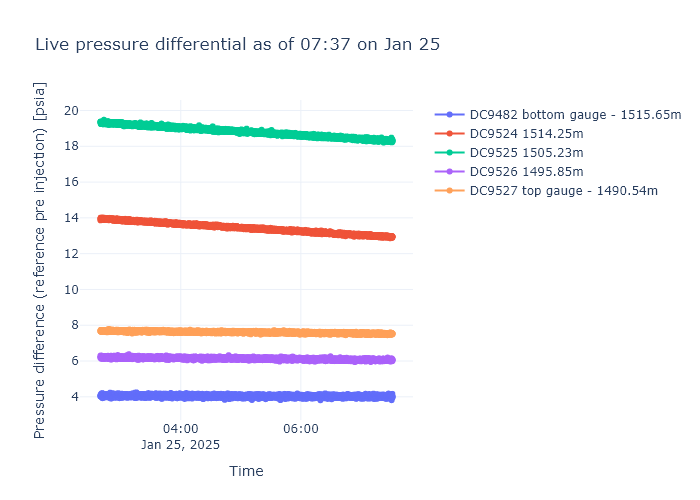 Live pressure differential as of 07:37 on Jan 25
Pressure difference (reference pre injection) [psia]
20
18
16
14
12
10
8
6
4
04:00
Jan 25, 2025
06:00
Time
DC9482 bottom gauge - 1515.65m
DC9524 1514.25m
DC9525 1505.23m
DC9526 1495.85m
DC9527 top gauge - 1490.54m